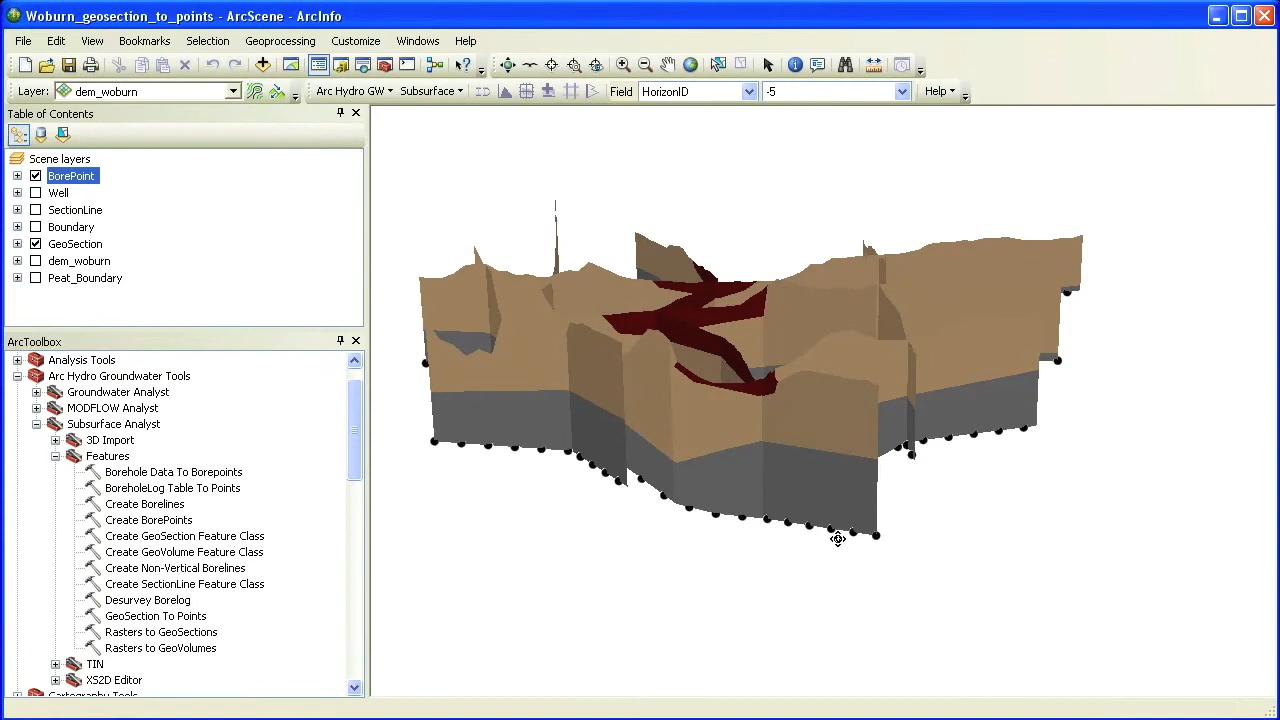 Woburn_geosection_to_points - ArcScene - ArcInfo
File Edit View Bookmarks Selection Geoprocessing Customize Windows Help
Layer: dem_woburn Arc Hydro GW Subsurface Field HorizonID -5 Help
Table of Contents
Scene layers
BorePoint
Well
SectionLine
Boundary
GeoSection
dem_woburn
Peat_Boundary
ArcToolbox
Analysis Tools
Arc Hydro Groundwater Tools
Groundwater Analyst
MODFLOW Analyst
Subsurface Analyst
3D Import
Features
Borehole Data To Borepoints
BoreholeLog Table To Points
Create Borelines
Create BorePoints
Create GeoSection Feature Class
Create GeoVolume Feature Class
Create Non-Vertical Borelines
Create SectionLine Feature Class
Desurvey Borelog
GeoSection To Points
Rasters to GeoSections
Rasters to GeoVolumes
TIN
XS2D Editor
Cartography Tools